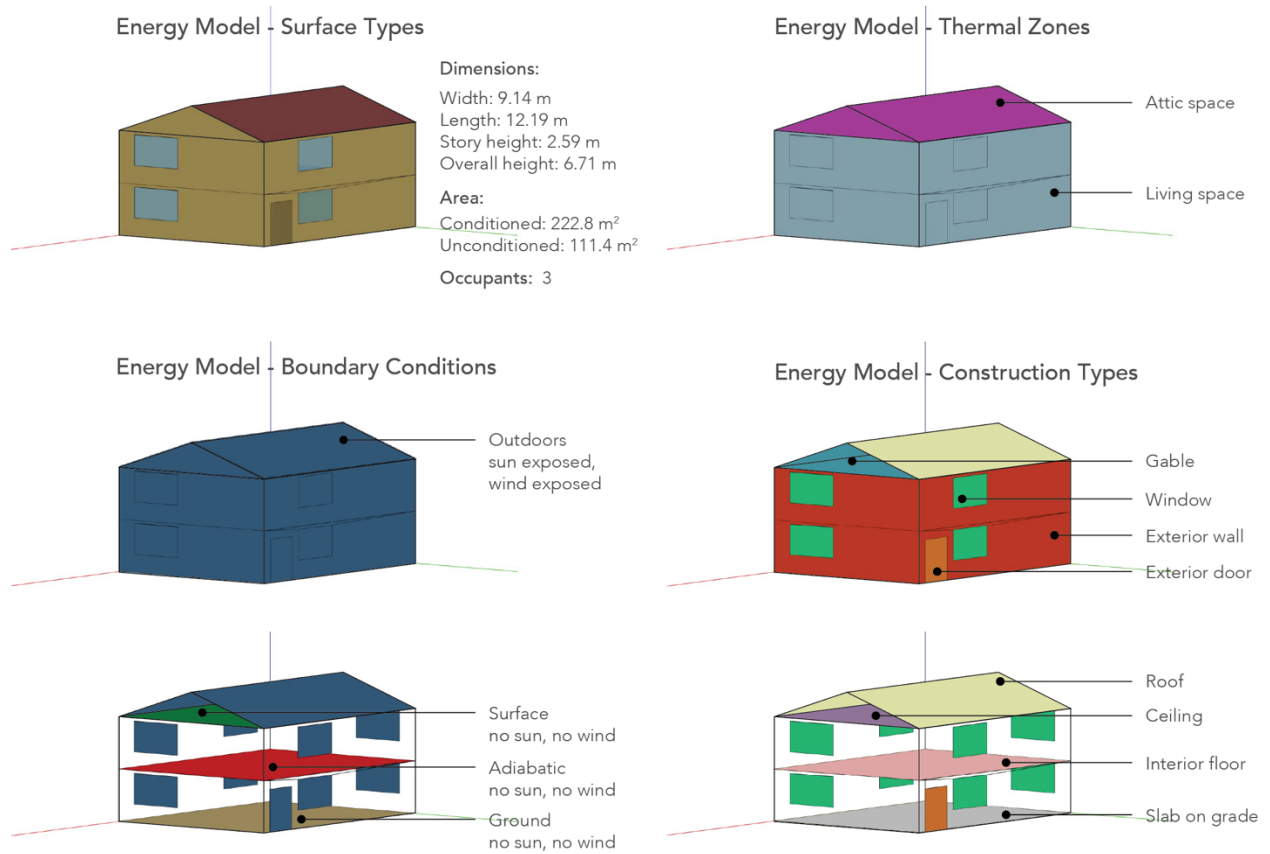 Energy Model - Surface Types
Dimensions:
Width: 9.14 m
Length: 12.19 m
Story height: 2.59 m
Overall height: 6.71 m
Area:
Conditioned: 222.8 m²
Unconditioned: 111.4 m²
Occupants: 3
Energy Model - Thermal Zones
Attic space
Living space
Energy Model - Boundary Conditions
Outdoors
sun exposed,
wind exposed
Surface
no sun, no wind
Adiabatic
no sun, no wind
Ground
no sun, no wind
Energy Model - Construction Types
Gable
Window
Exterior wall
Exterior door
Roof
Ceiling
Interior floor
Slab on grade